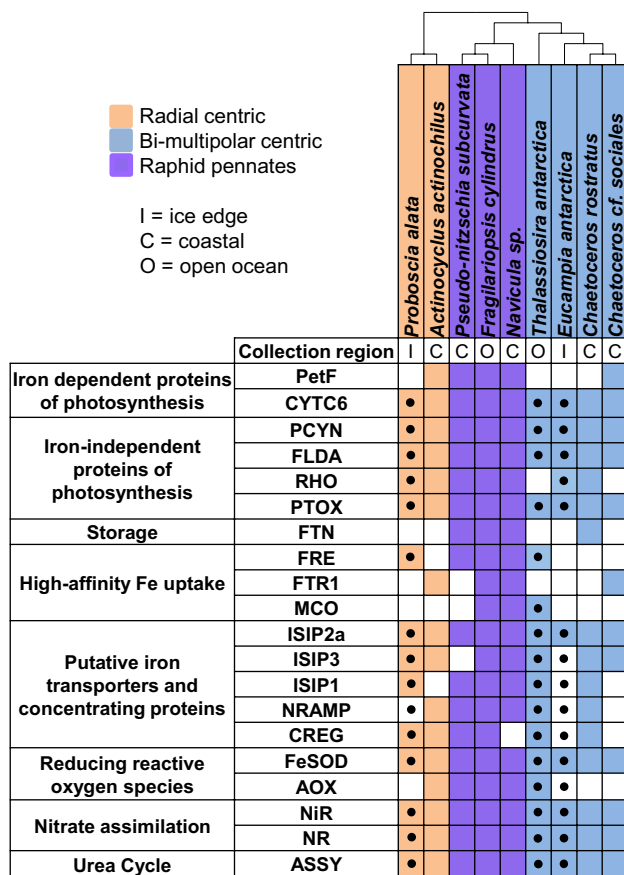 Radial centric
Bi-multipolar centric
Raphid pennates
I = ice edge
C = coastal
O = open ocean
Proboscia alata
Actinocyclus actinochilus
Pseudo-nitzschia subcurvata
Fragilariopsis cylindrus
Navicula sp.
Thalassiosira antarctica
Eucampia antarctica
Chaetoceros rostratus
Chaetoceros cf. sociales
Collection region I C C O C O I C C
Iron dependent proteins
of photosynthesis
PetF
CYTC6
Iron-independent
proteins of
photosynthesis
PCYN
FLDA
RHO
PTOX
Storage
FTN
High-affinity Fe uptake
FRE
FTR1
MCO
Putative iron
transporters and
concentrating proteins
ISIP2a
ISIP3
ISIP1
NRAMP
CREG
Reducing reactive
oxygen species
FeSOD
AOX
Nitrate assimilation
NiR
NR
Urea Cycle
ASSY